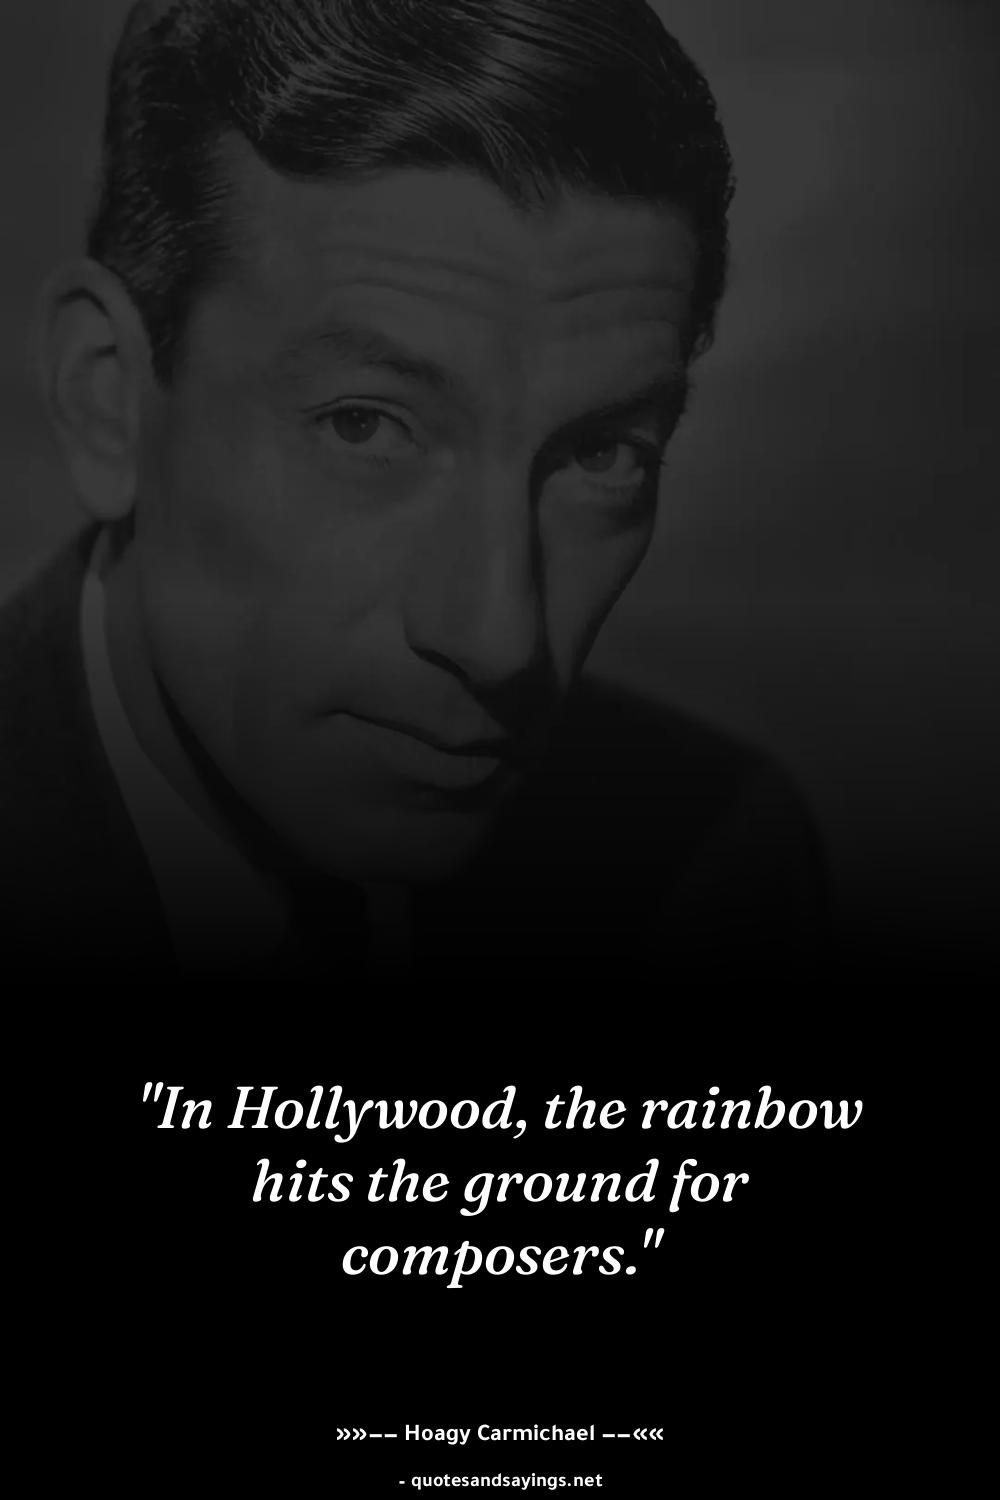 "In Hollywood, the rainbow
hits the ground for
composers."
»»–– Hoagy Carmichael ––««
- quotesandsayings.net